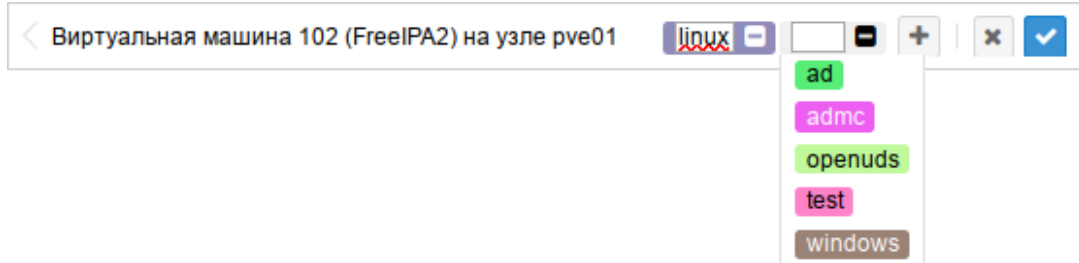 Виртуальная машина 102 (FreeIPA2) на узле pve01 linux
ad
admc
openuds
test
windows